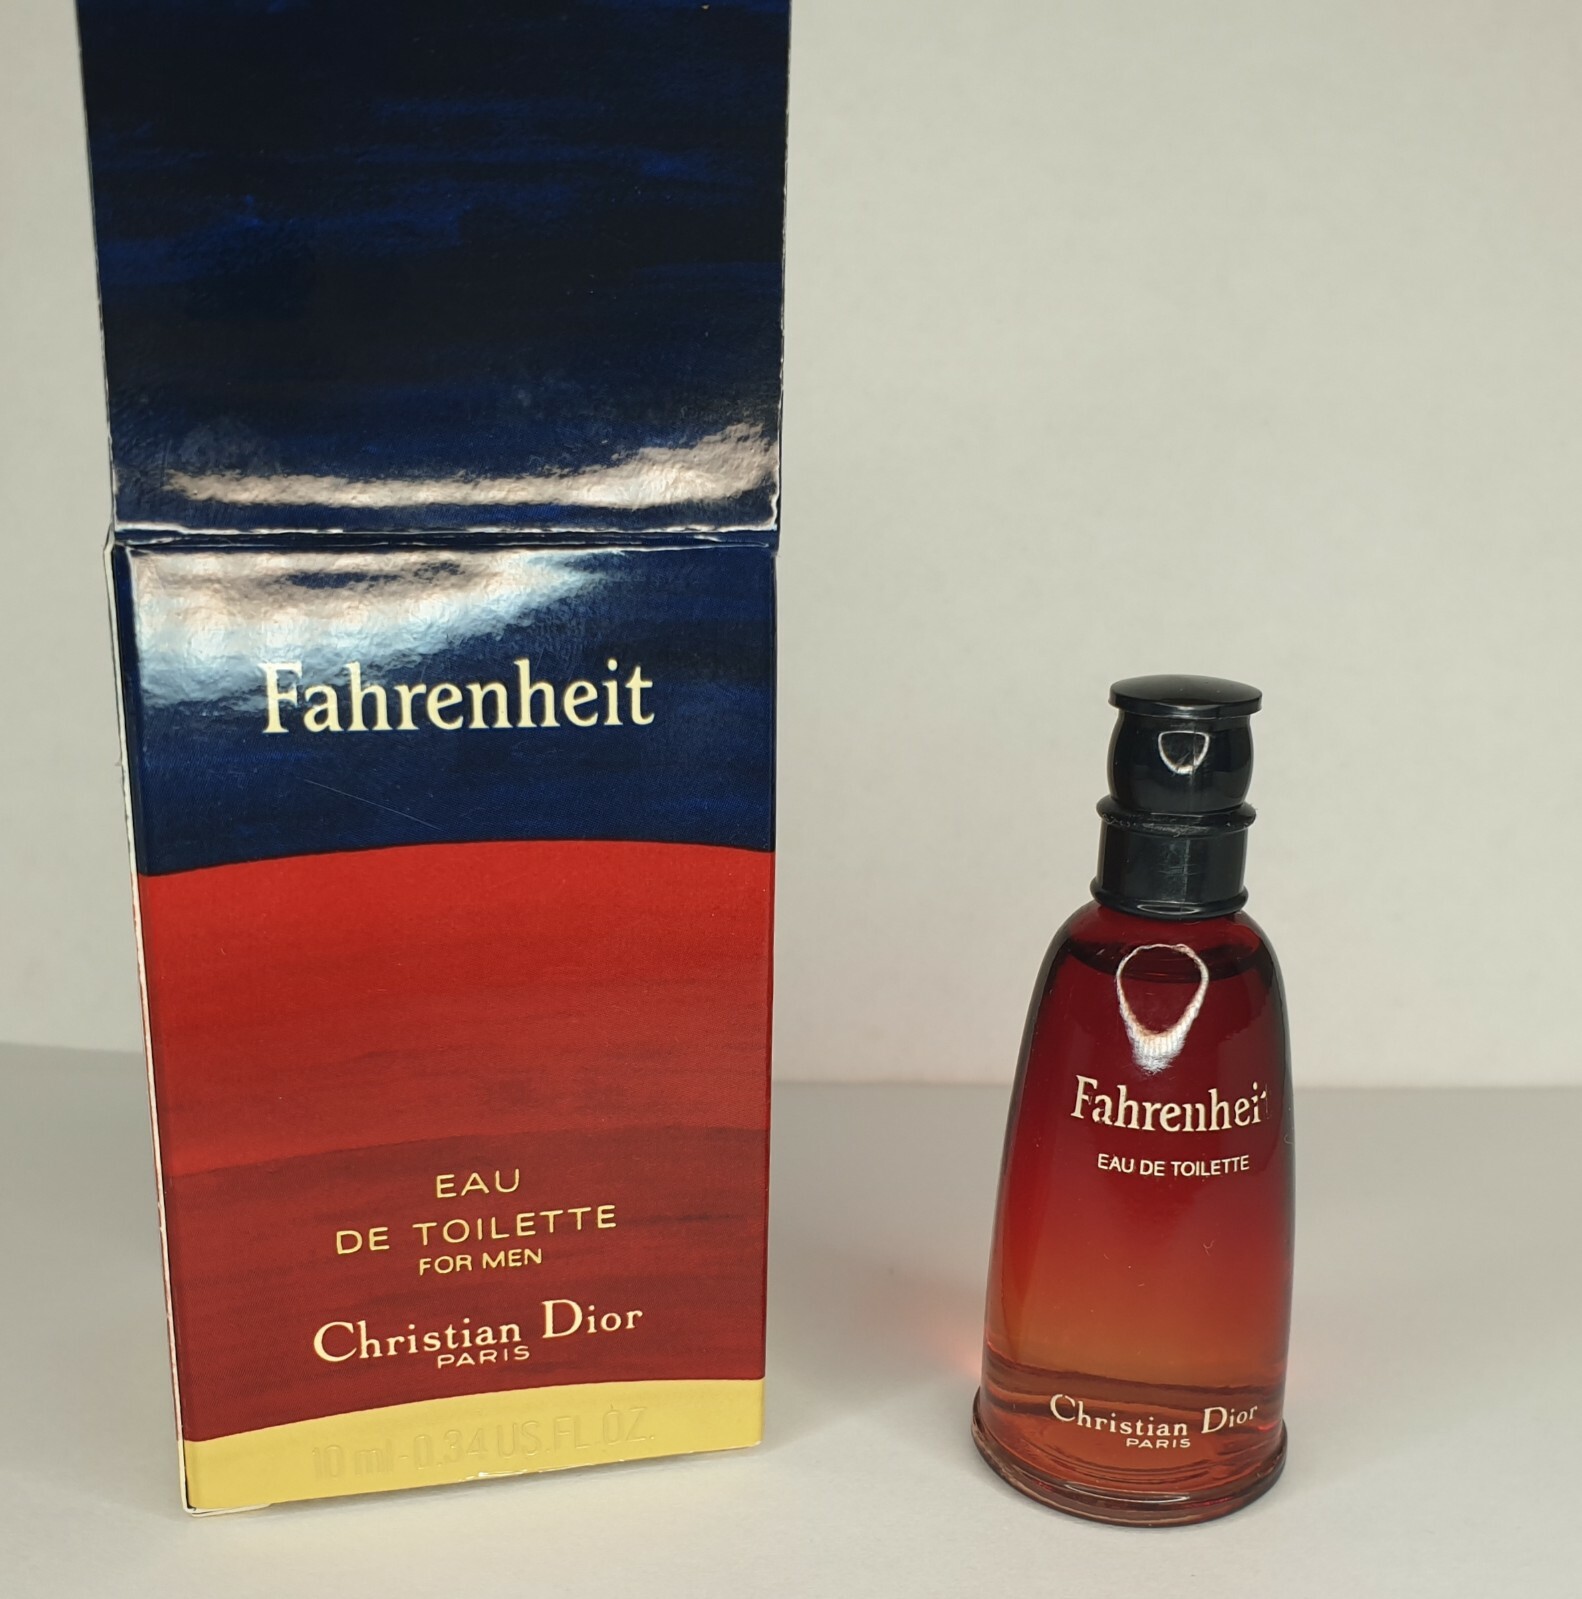 Fahrenheit
EAU
DE TOILETTE
FOR MEN
Christian Dior
PARIS
10 ml - 0.34 US.FL.OZ.
Fahrenheit
EAU DE TOILETTE
Christian Dior
PARIS